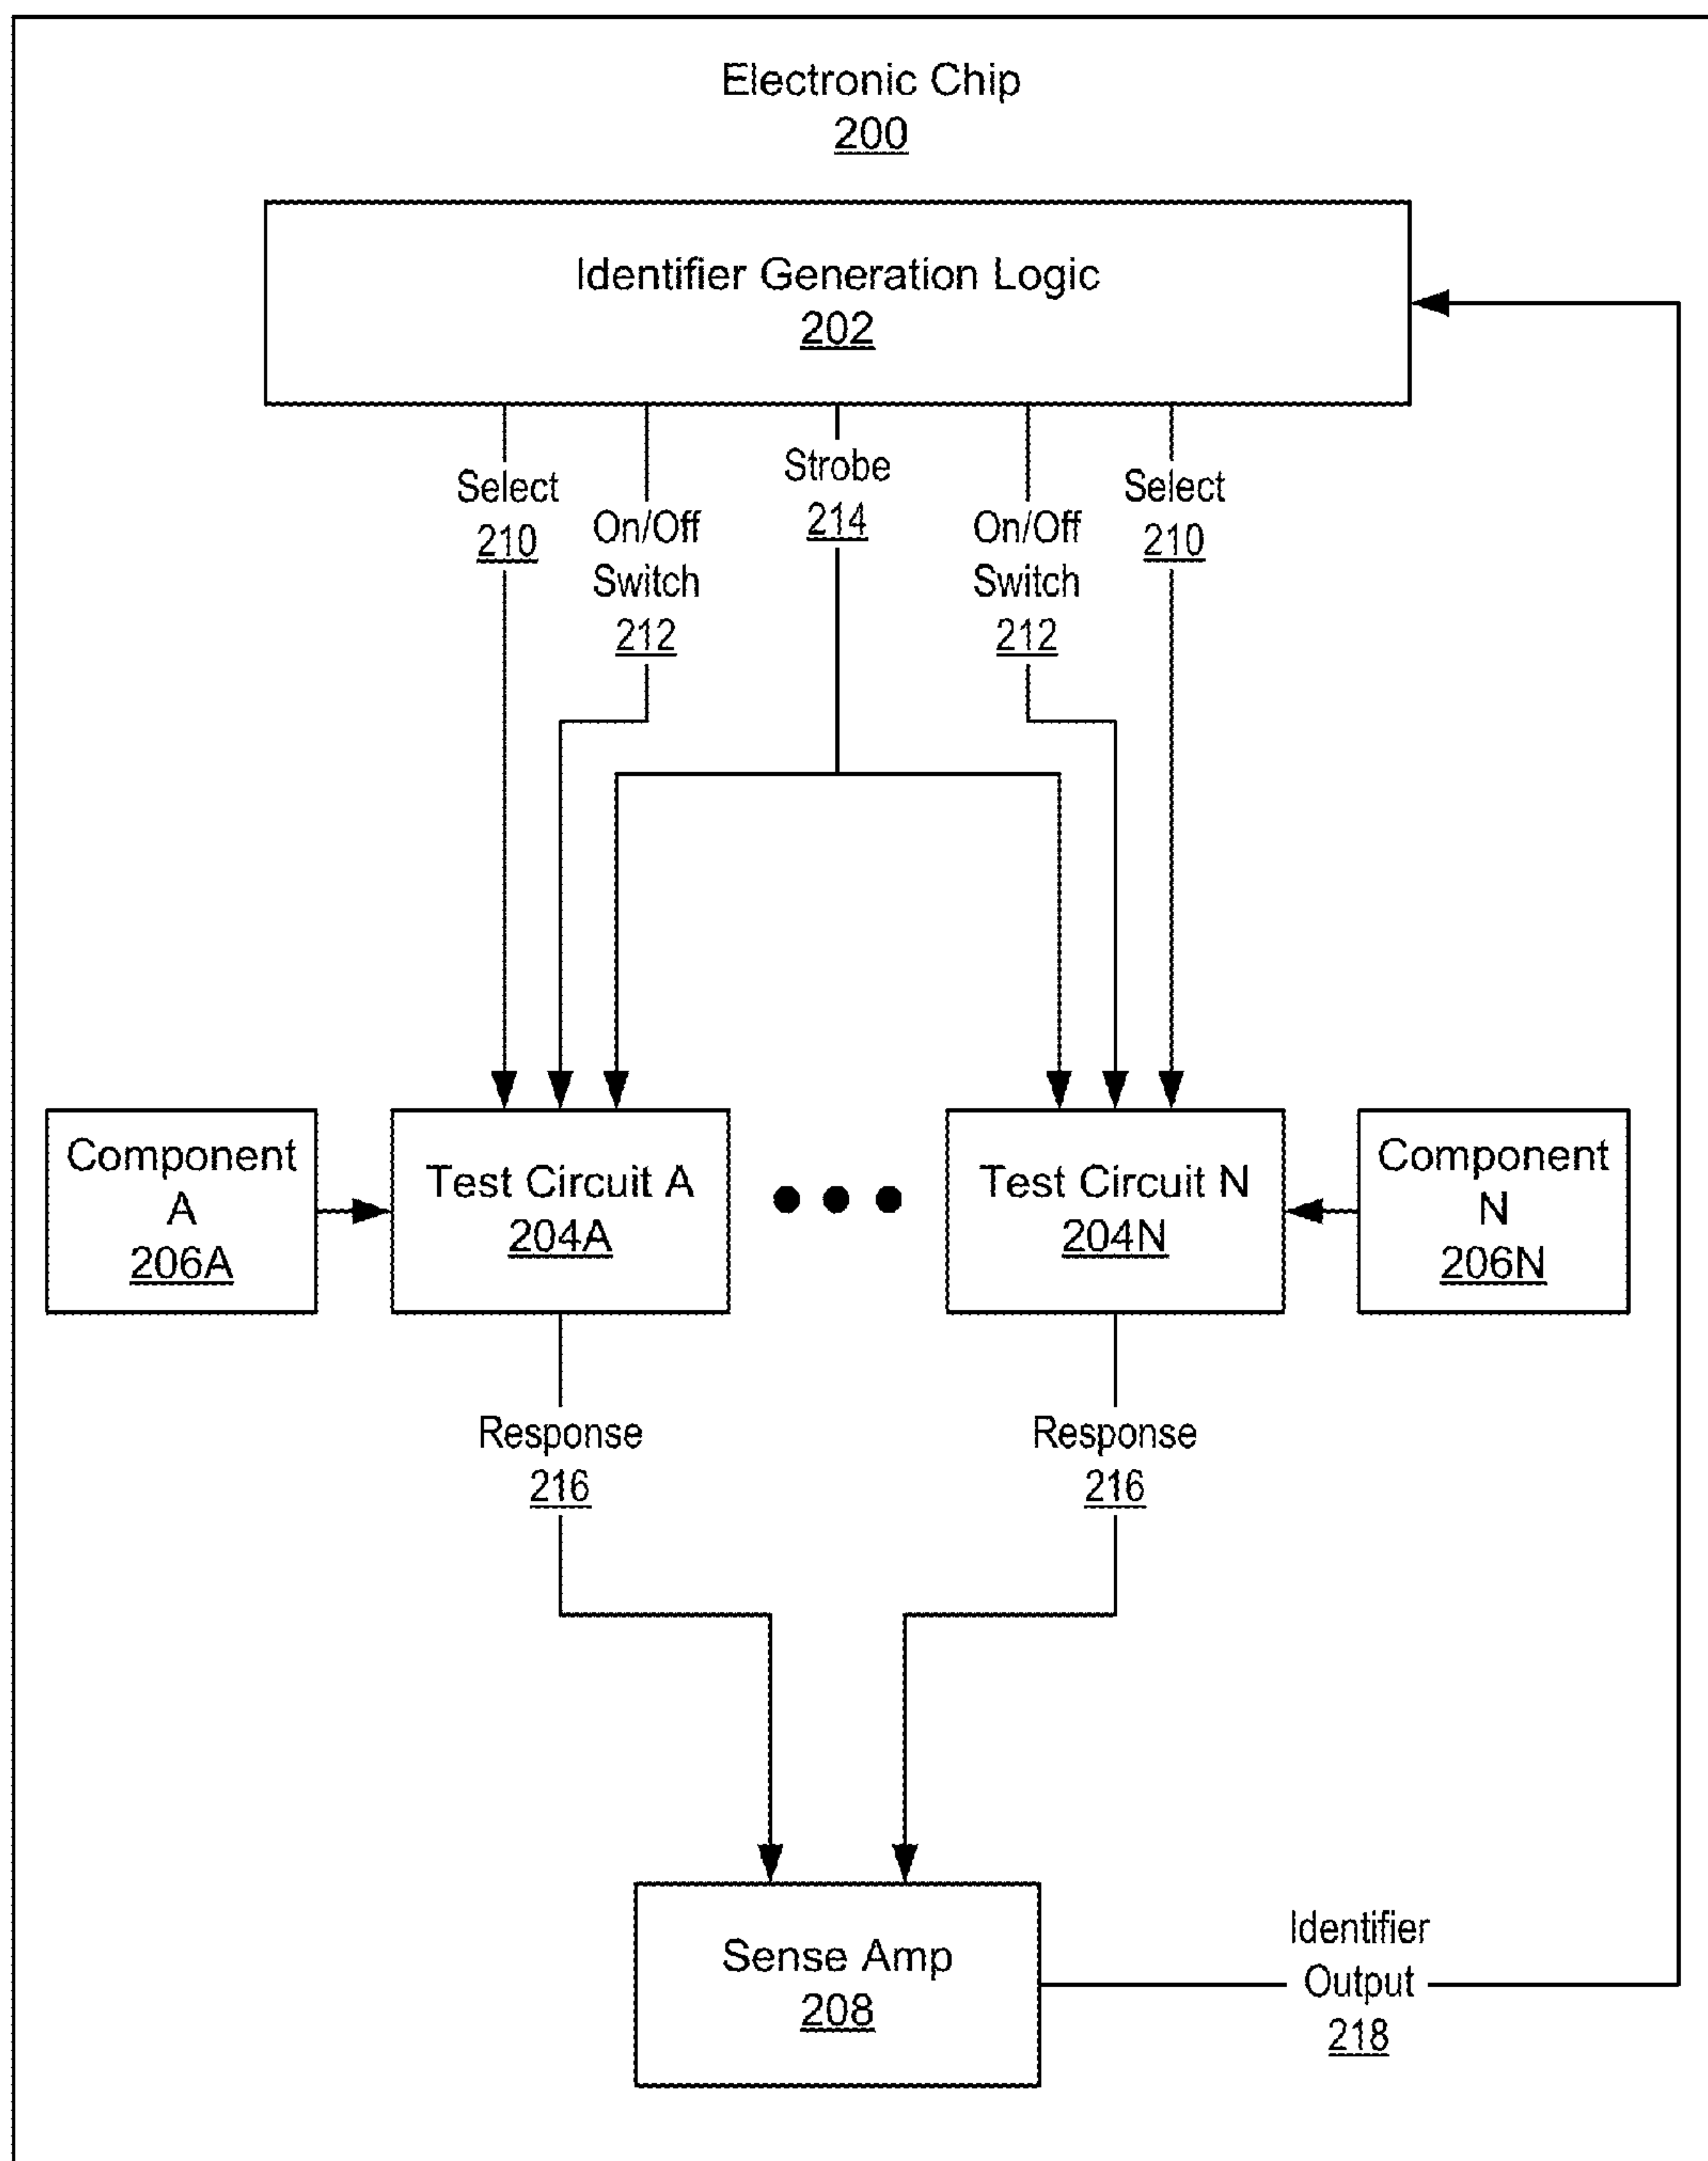 Electronic Chip
200
Identifier Generation Logic
202
Select
210
On/Off
Switch
212
Strobe
214
On/Off
Switch
212
Select
210
Component
A
206A
Test Circuit A
204A
Test Circuit N
204N
Component
N
206N
Response
216
Response
216
Sense Amp
208
Identifier
Output
218